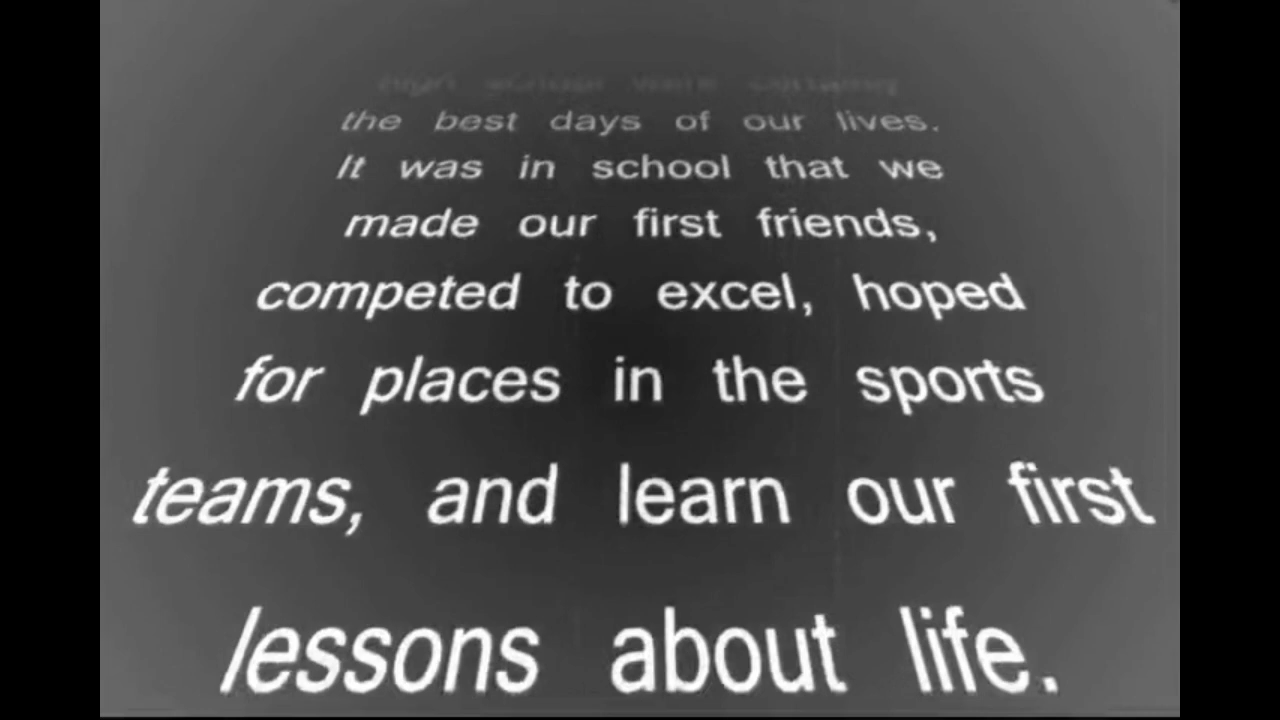 the best days of our lives.
It was in school that we
made our first friends,
competed to excel, hoped
for places in the sports
teams, and learn our first
lessons about life.